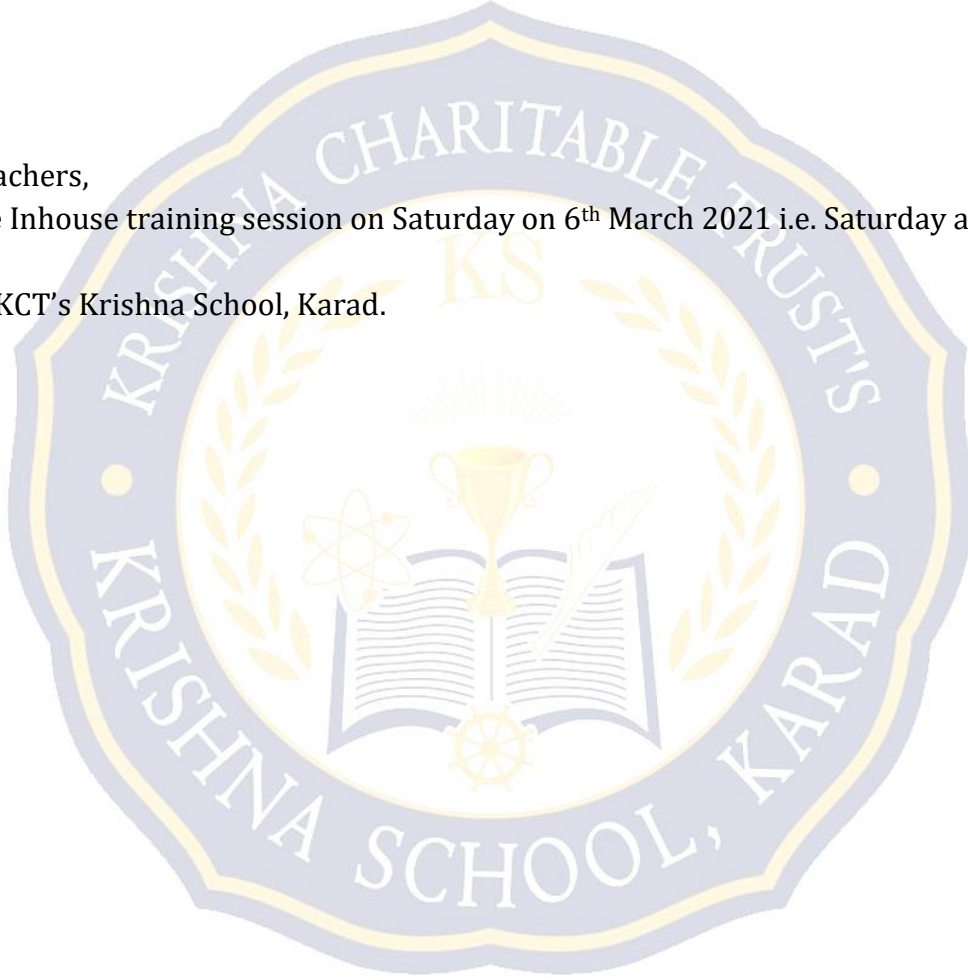 achers,
e Inhouse training session on Saturday on 6th March 2021 i.e. Saturday a
KCT’s Krishna School, Karad.
KRISHNA CHARITABLE TRUST'S
KS
KRISHNA SCHOOL, KARAD